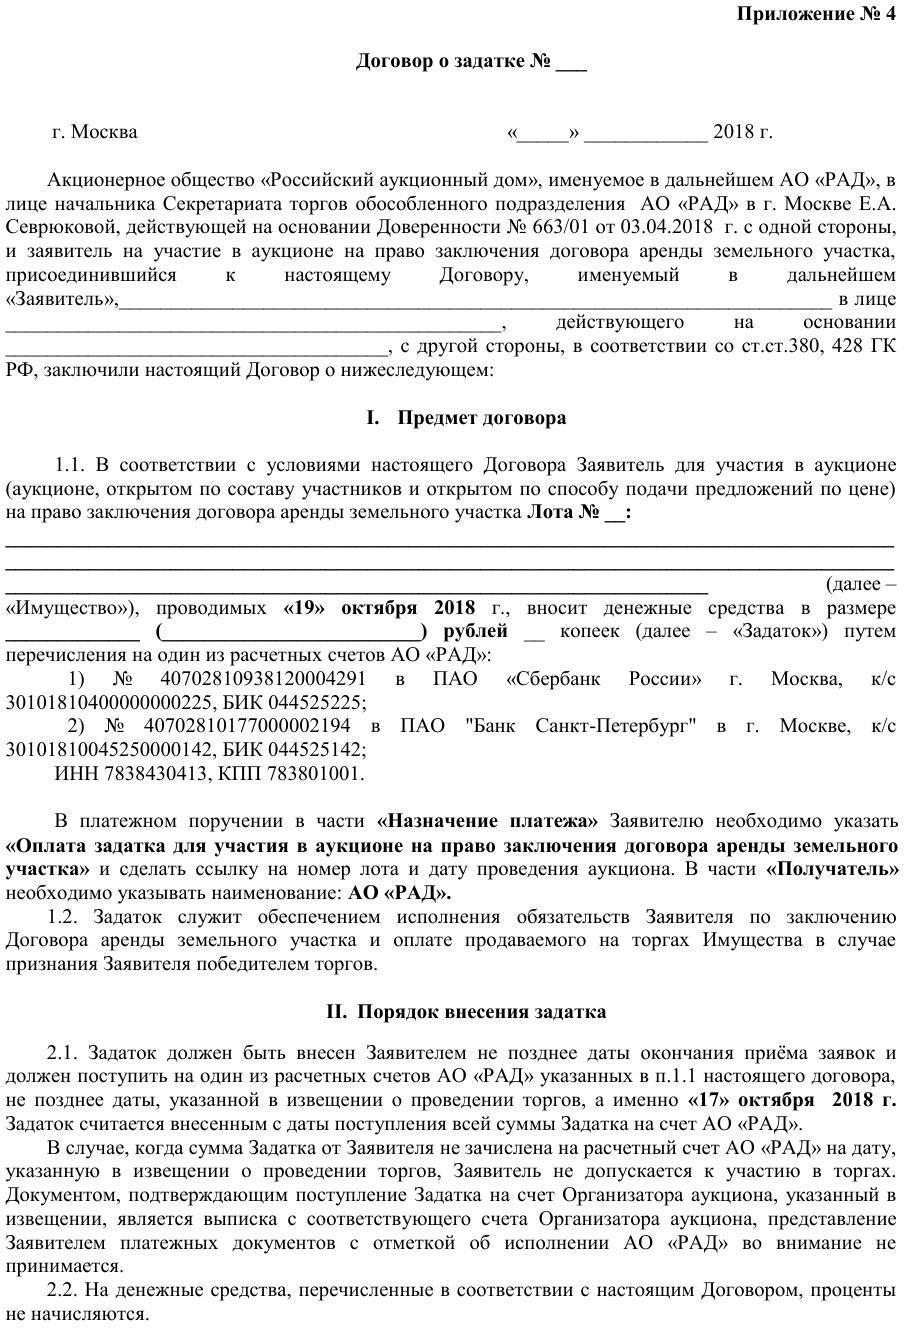 Приложение № 4
Договор о задатке № ___
г. Москва «_____» ____________ 2018 г.
Акционерное общество «Российский аукционный дом», именуемое в дальнейшем АО «РАД», в
лице начальника Секретариата торгов обособленного подразделения АО «РАД» в г. Москве Е.А.
Севрюковой, действующей на основании Доверенности № 663/01 от 03.04.2018 г. с одной стороны,
и заявитель на участие в аукционе на право заключения договора аренды земельного участка,
присоединившийся к настоящему Договору, именуемый в дальнейшем
«Заявитель»,_____________________________________________________________________ в лице
________________________________________________, действующего на основании
_____________________________________, с другой стороны, в соответствии со ст.ст.380, 428 ГК
РФ, заключили настоящий Договор о нижеследующем:
I. Предмет договора
1.1. В соответствии с условиями настоящего Договора Заявитель для участия в аукционе
(аукционе, открытом по составу участников и открытом по способу подачи предложений по цене)
на право заключения договора аренды земельного участка Лота № __:
______________________________________________________________________________________
______________________________________________________________________________________
____________________________________________________________________ (далее –
«Имущество»), проводимых «19» октября 2018 г., вносит денежные средства в размере
_____________ (_________________________) рублей __ копеек (далее – «Задаток») путем
перечисления на один из расчетных счетов АО «РАД»:
1) № 40702810938120004291 в ПАО «Сбербанк России» г. Москва, к/с
30101810400000000225, БИК 044525225;
2) № 40702810177000002194 в ПАО "Банк Санкт-Петербург" в г. Москве, к/с
30101810045250000142, БИК 044525142;
ИНН 7838430413, КПП 783801001.
В платежном поручении в части «Назначение платежа» Заявителю необходимо указать
«Оплата задатка для участия в аукционе на право заключения договора аренды земельного
участка» и сделать ссылку на номер лота и дату проведения аукциона. В части «Получатель»
необходимо указывать наименование: АО «РАД».
1.2. Задаток служит обеспечением исполнения обязательств Заявителя по заключению
Договора аренды земельного участка и оплате продаваемого на торгах Имущества в случае
признания Заявителя победителем торгов.
II. Порядок внесения задатка
2.1. Задаток должен быть внесен Заявителем не позднее даты окончания приёма заявок и
должен поступить на один из расчетных счетов АО «РАД» указанных в п.1.1 настоящего договора,
не позднее даты, указанной в извещении о проведении торгов, а именно «17» октября 2018 г.
Задаток считается внесенным с даты поступления всей суммы Задатка на счет АО «РАД».
В случае, когда сумма Задатка от Заявителя не зачислена на расчетный счет АО «РАД» на дату,
указанную в извещении о проведении торгов, Заявитель не допускается к участию в торгах.
Документом, подтверждающим поступление Задатка на счет Организатора аукциона, указанный в
извещении, является выписка с соответствующего счета Организатора аукциона, представление
Заявителем платежных документов с отметкой об исполнении АО «РАД» во внимание не
принимается.
2.2. На денежные средства, перечисленные в соответствии с настоящим Договором, проценты
не начисляются.